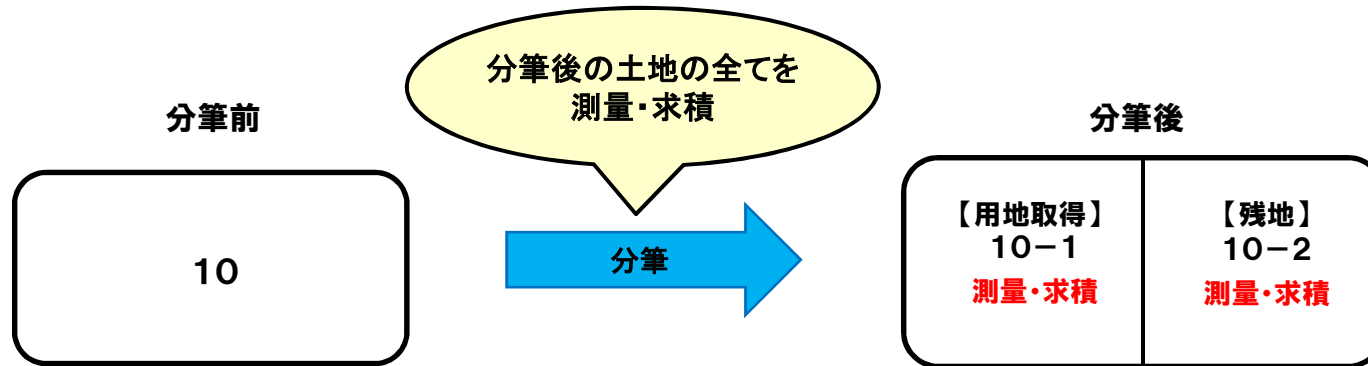 分筆後の土地の全てを
測量・求積
分筆前
分筆後
10
分筆
【用地取得】
10-1
測量・求積
【残地】
10-2
測量・求積